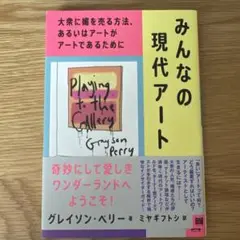 みんなの
現代アート
大衆に媚を売る方法、
あるいはアートが
アートであるために
Playing
to the
Gallery
Grayson
Perry
奇妙にして愛しき
ワンダーランドへ
ようこそ!
グレイソン・ペリー 著
ミヤギフトシ 訳